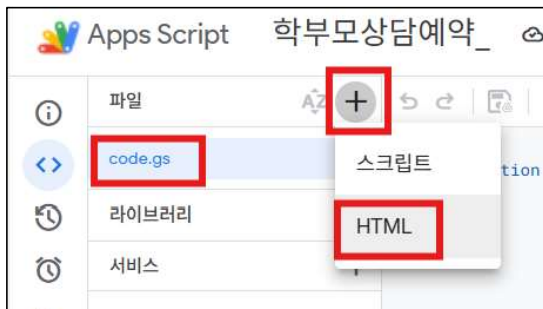 Apps Script 학부모상담예약_
파일 AZ +
code.gs
스크립트
tion
라이브러리
HTML
서비스 +